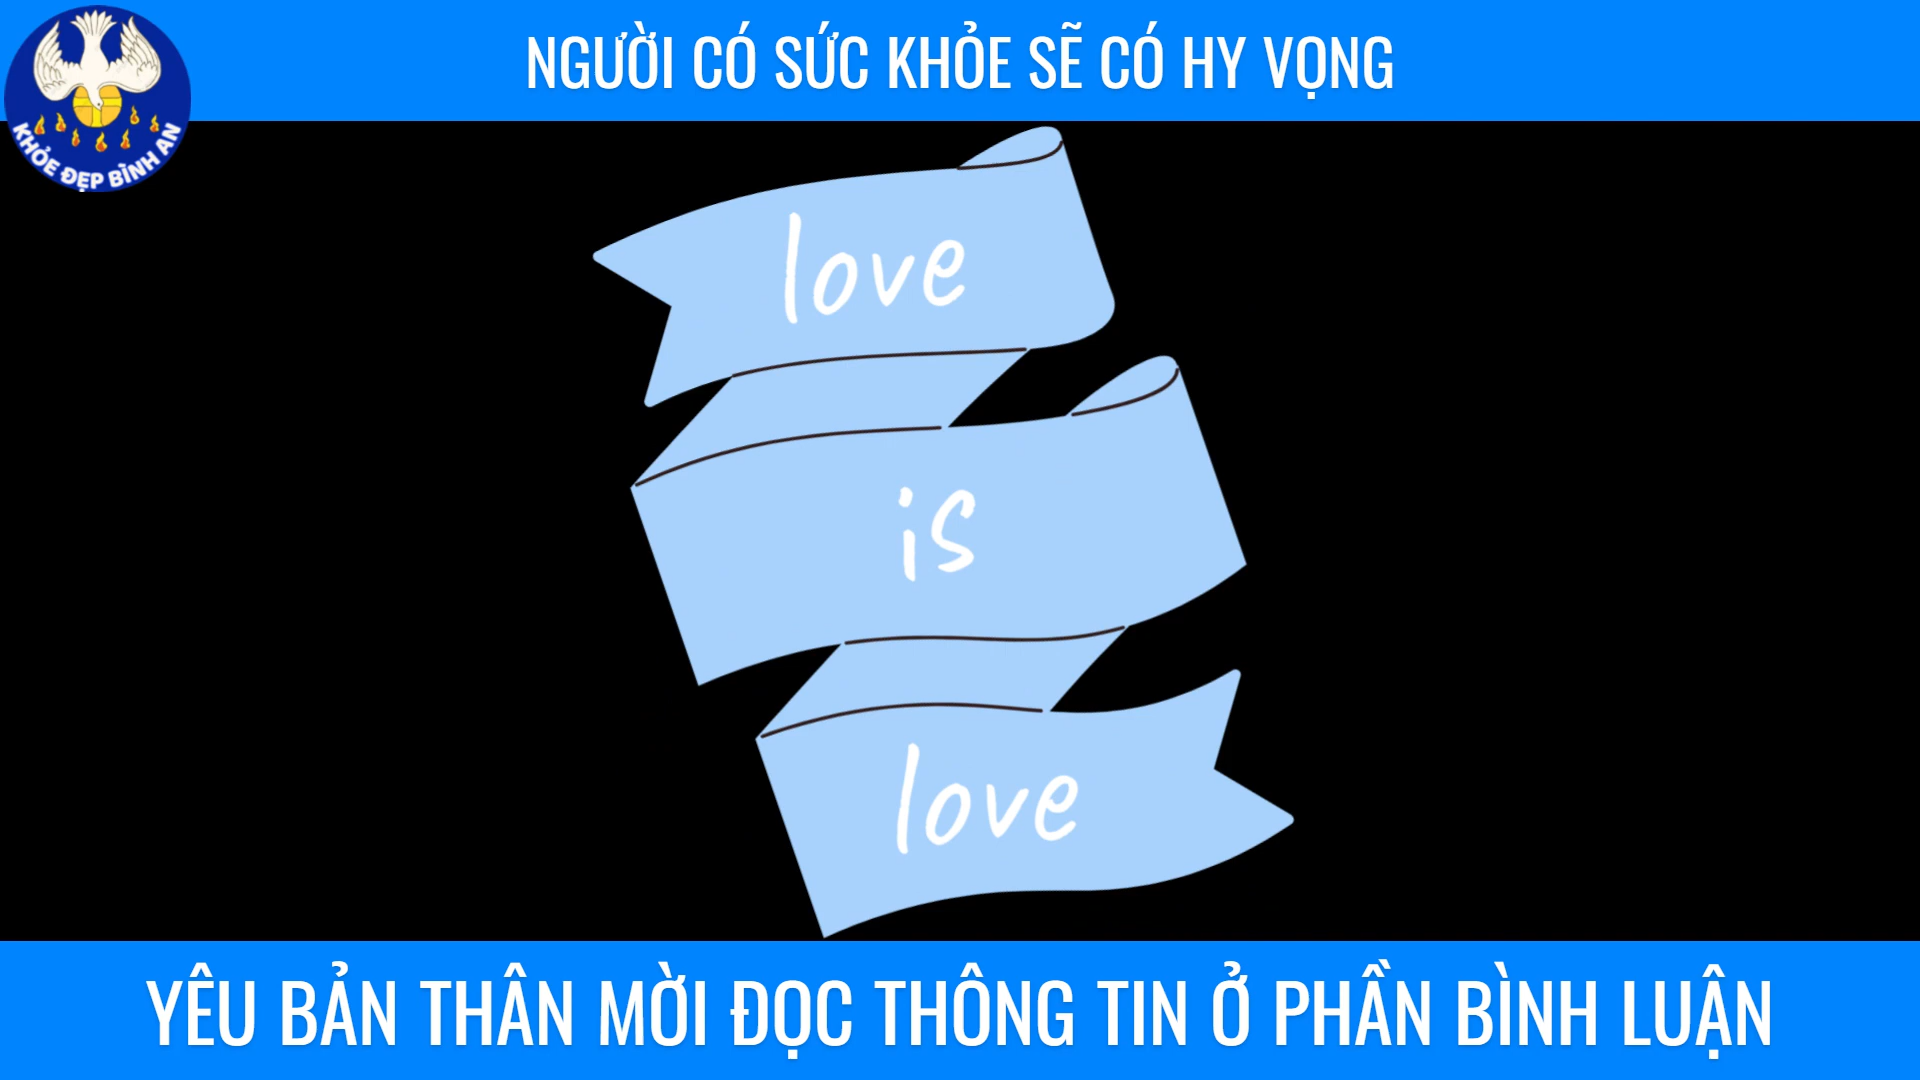 NGƯỜI CÓ SỨC KHỎE SẼ CÓ HY VỌNG
KHỎE ĐẸP BÌNH AN
love
is
love
YÊU BẢN THÂN MỜI ĐỌC THÔNG TIN Ở PHẦN BÌNH LUẬN